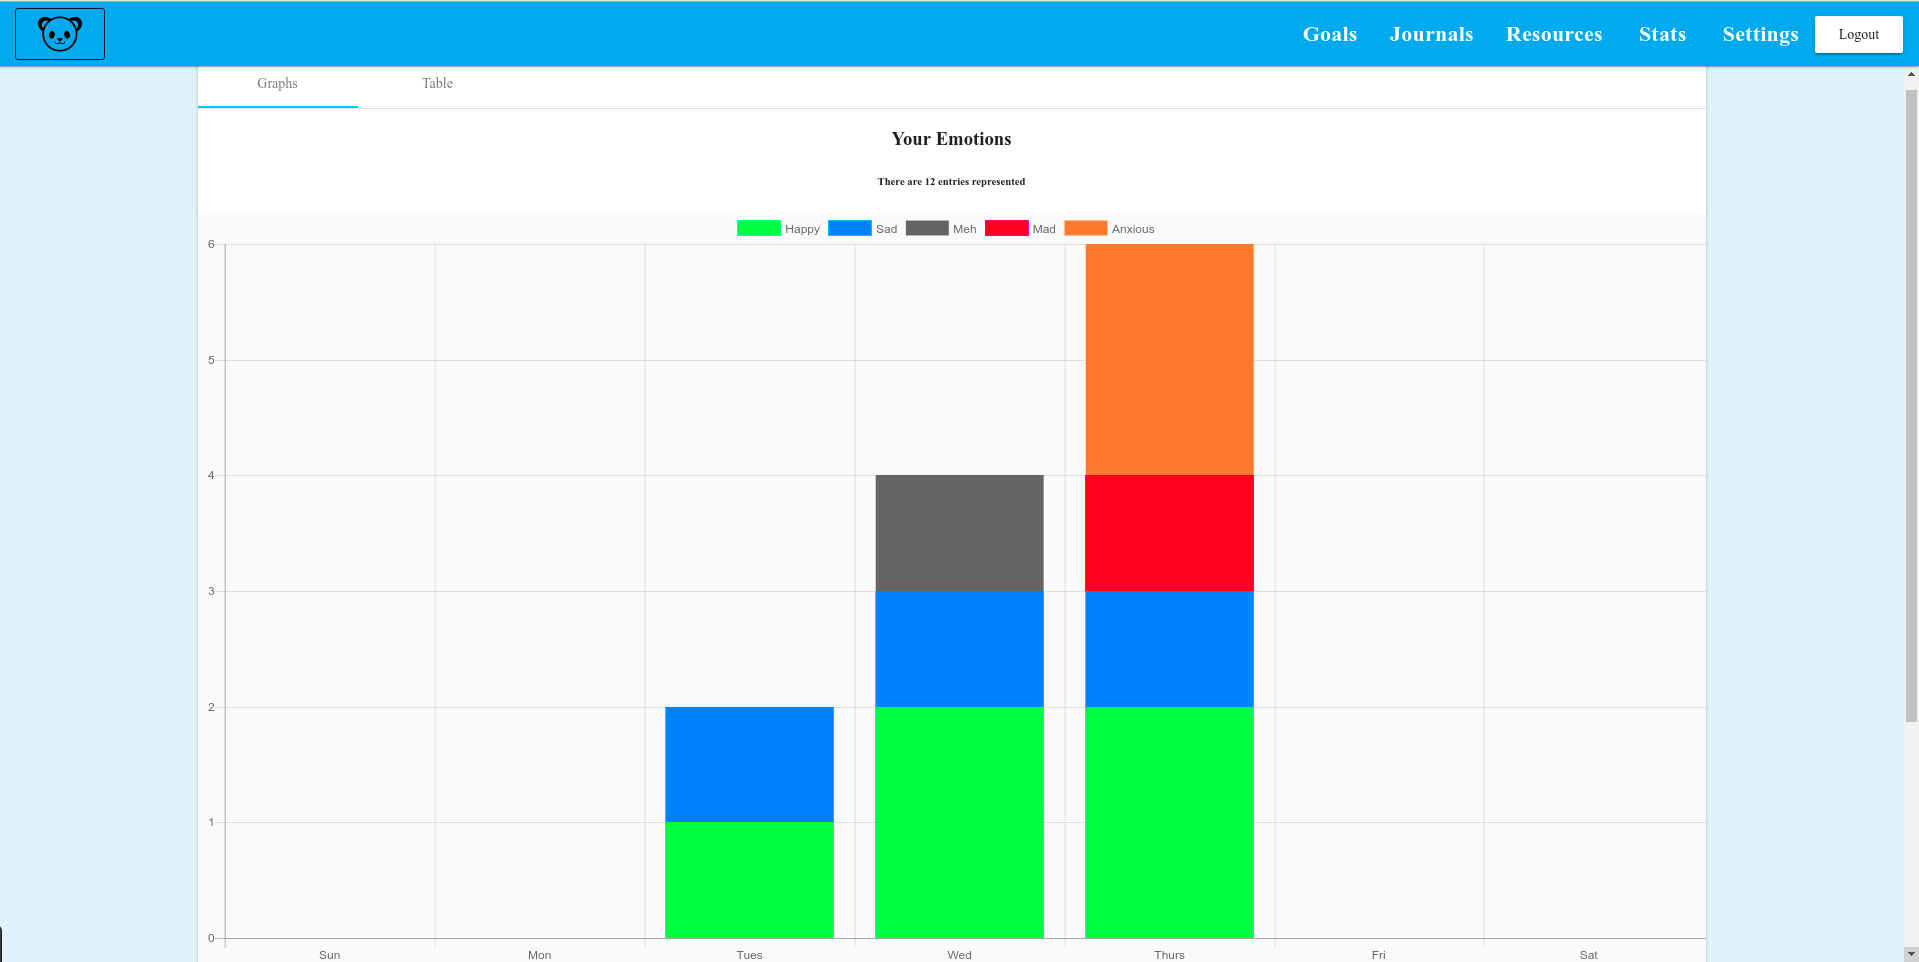 Goals Journals Resources Stats Settings Logout
Graphs Table
Your Emotions
There are 12 entries represented
Happy Sad Meh Mad Anxious
6
5
4
3
2
1
0
Sun Mon Tues Wed Thurs Fri Sat